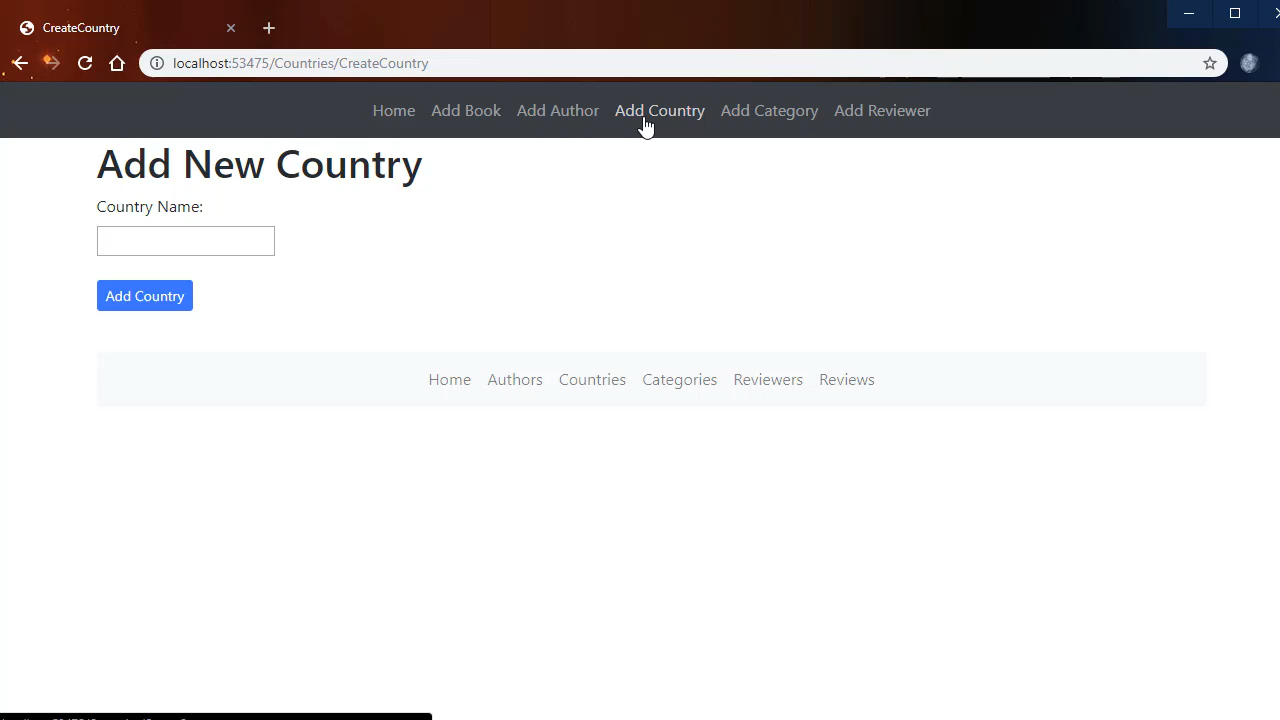 CreateCountry
localhost:53475/Countries/CreateCountry
Home Add Book Add Author Add Country Add Category Add Reviewer
Add New Country
Country Name:
Add Country
Home Authors Countries Categories Reviewers Reviews